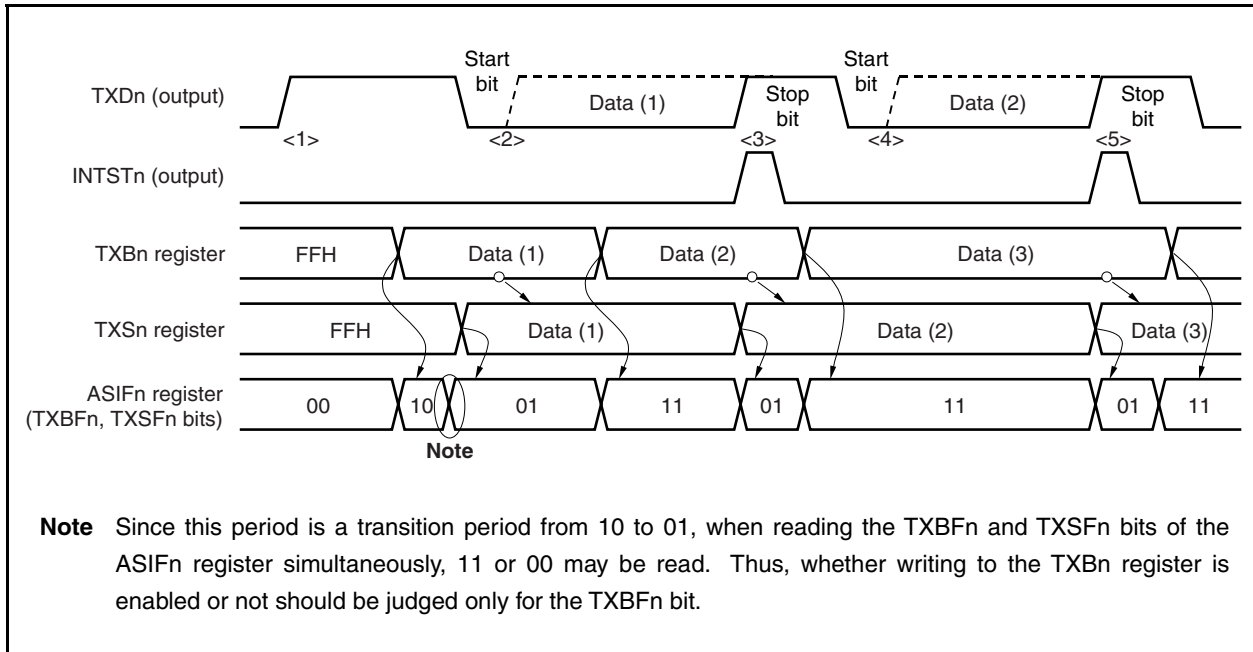 Start
bit
Start
bit
TXDn (output)
Data (1)
Stop
bit
Data (2)
Stop
bit
<1>
<2>
<3>
<4>
<5>
INTSTn (output)
TXBn register
FFH
Data (1)
Data (2)
Data (3)
TXSn register
FFH
Data (1)
Data (2)
Data (3)
ASIFn register
(TXBFn, TXSFn bits)
00
10
01
11
01
11
01
11
Note
Note Since this period is a transition period from 10 to 01, when reading the TXBFn and TXSFn bits of the
ASIFn register simultaneously, 11 or 00 may be read. Thus, whether writing to the TXBn register is
enabled or not should be judged only for the TXBFn bit.